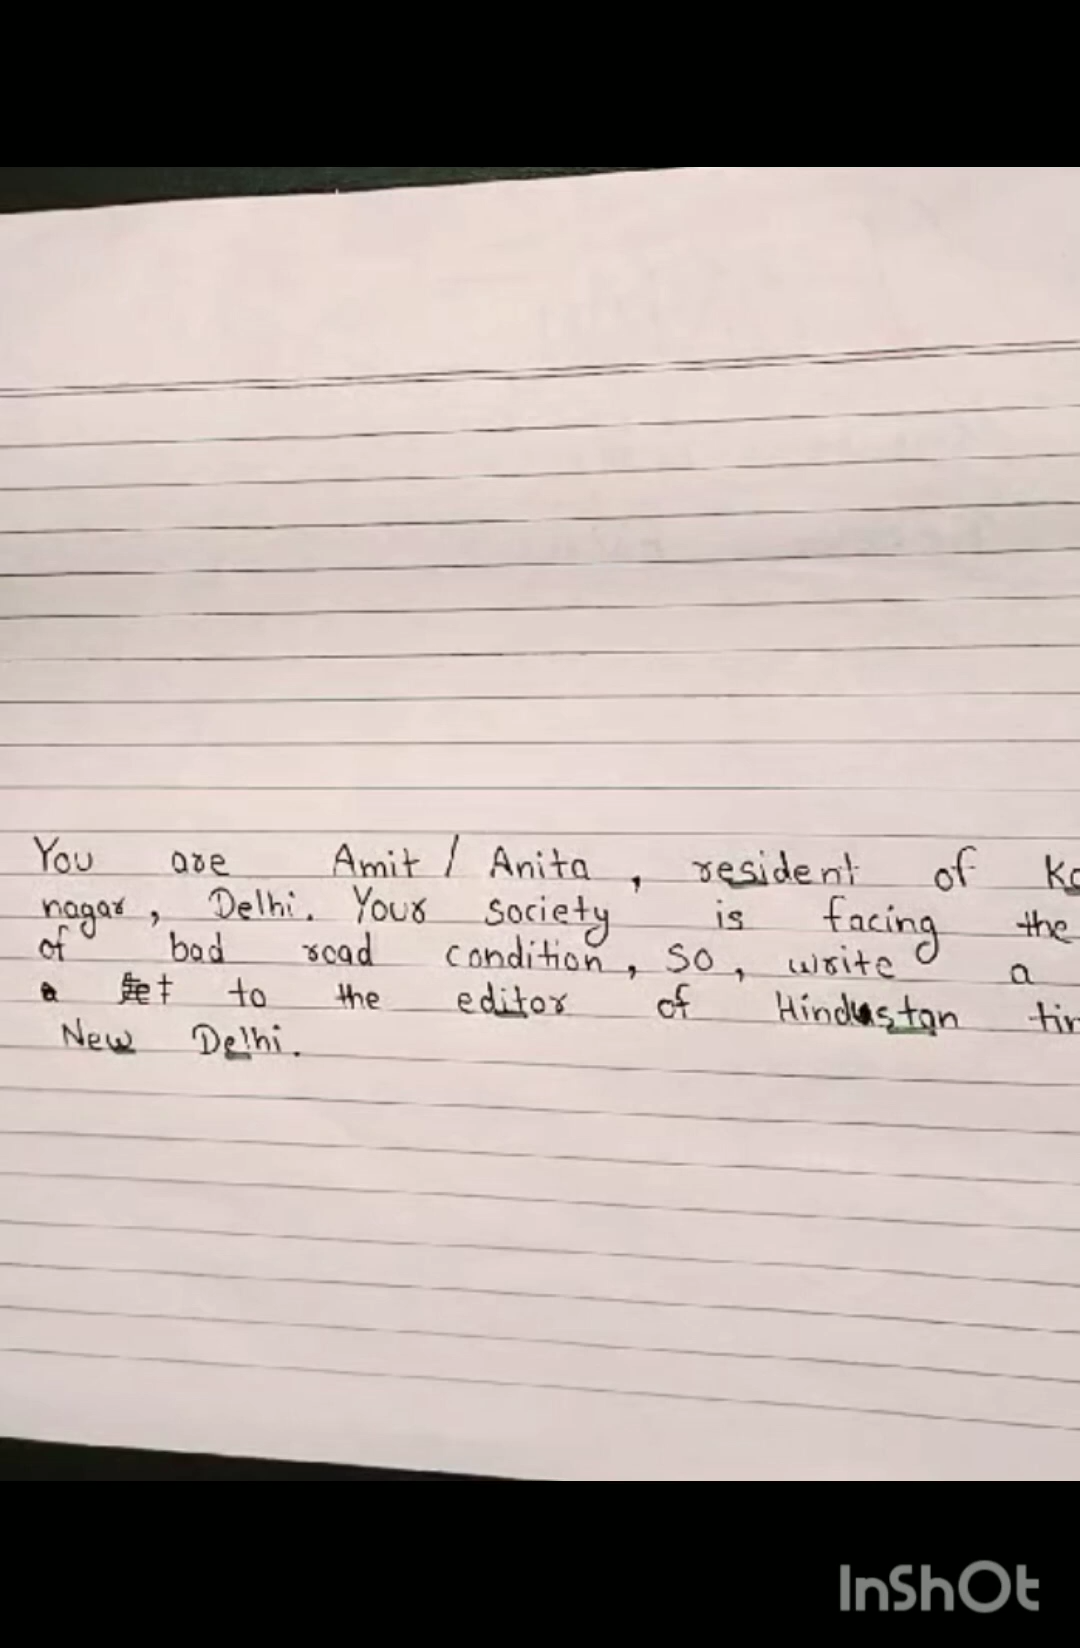 You are Amit / Anita, resident of
nagar, Delhi. Your society is facing the
of bad road condition, so, write a
to the editor of Hindustan
New Delhi.
InShOt